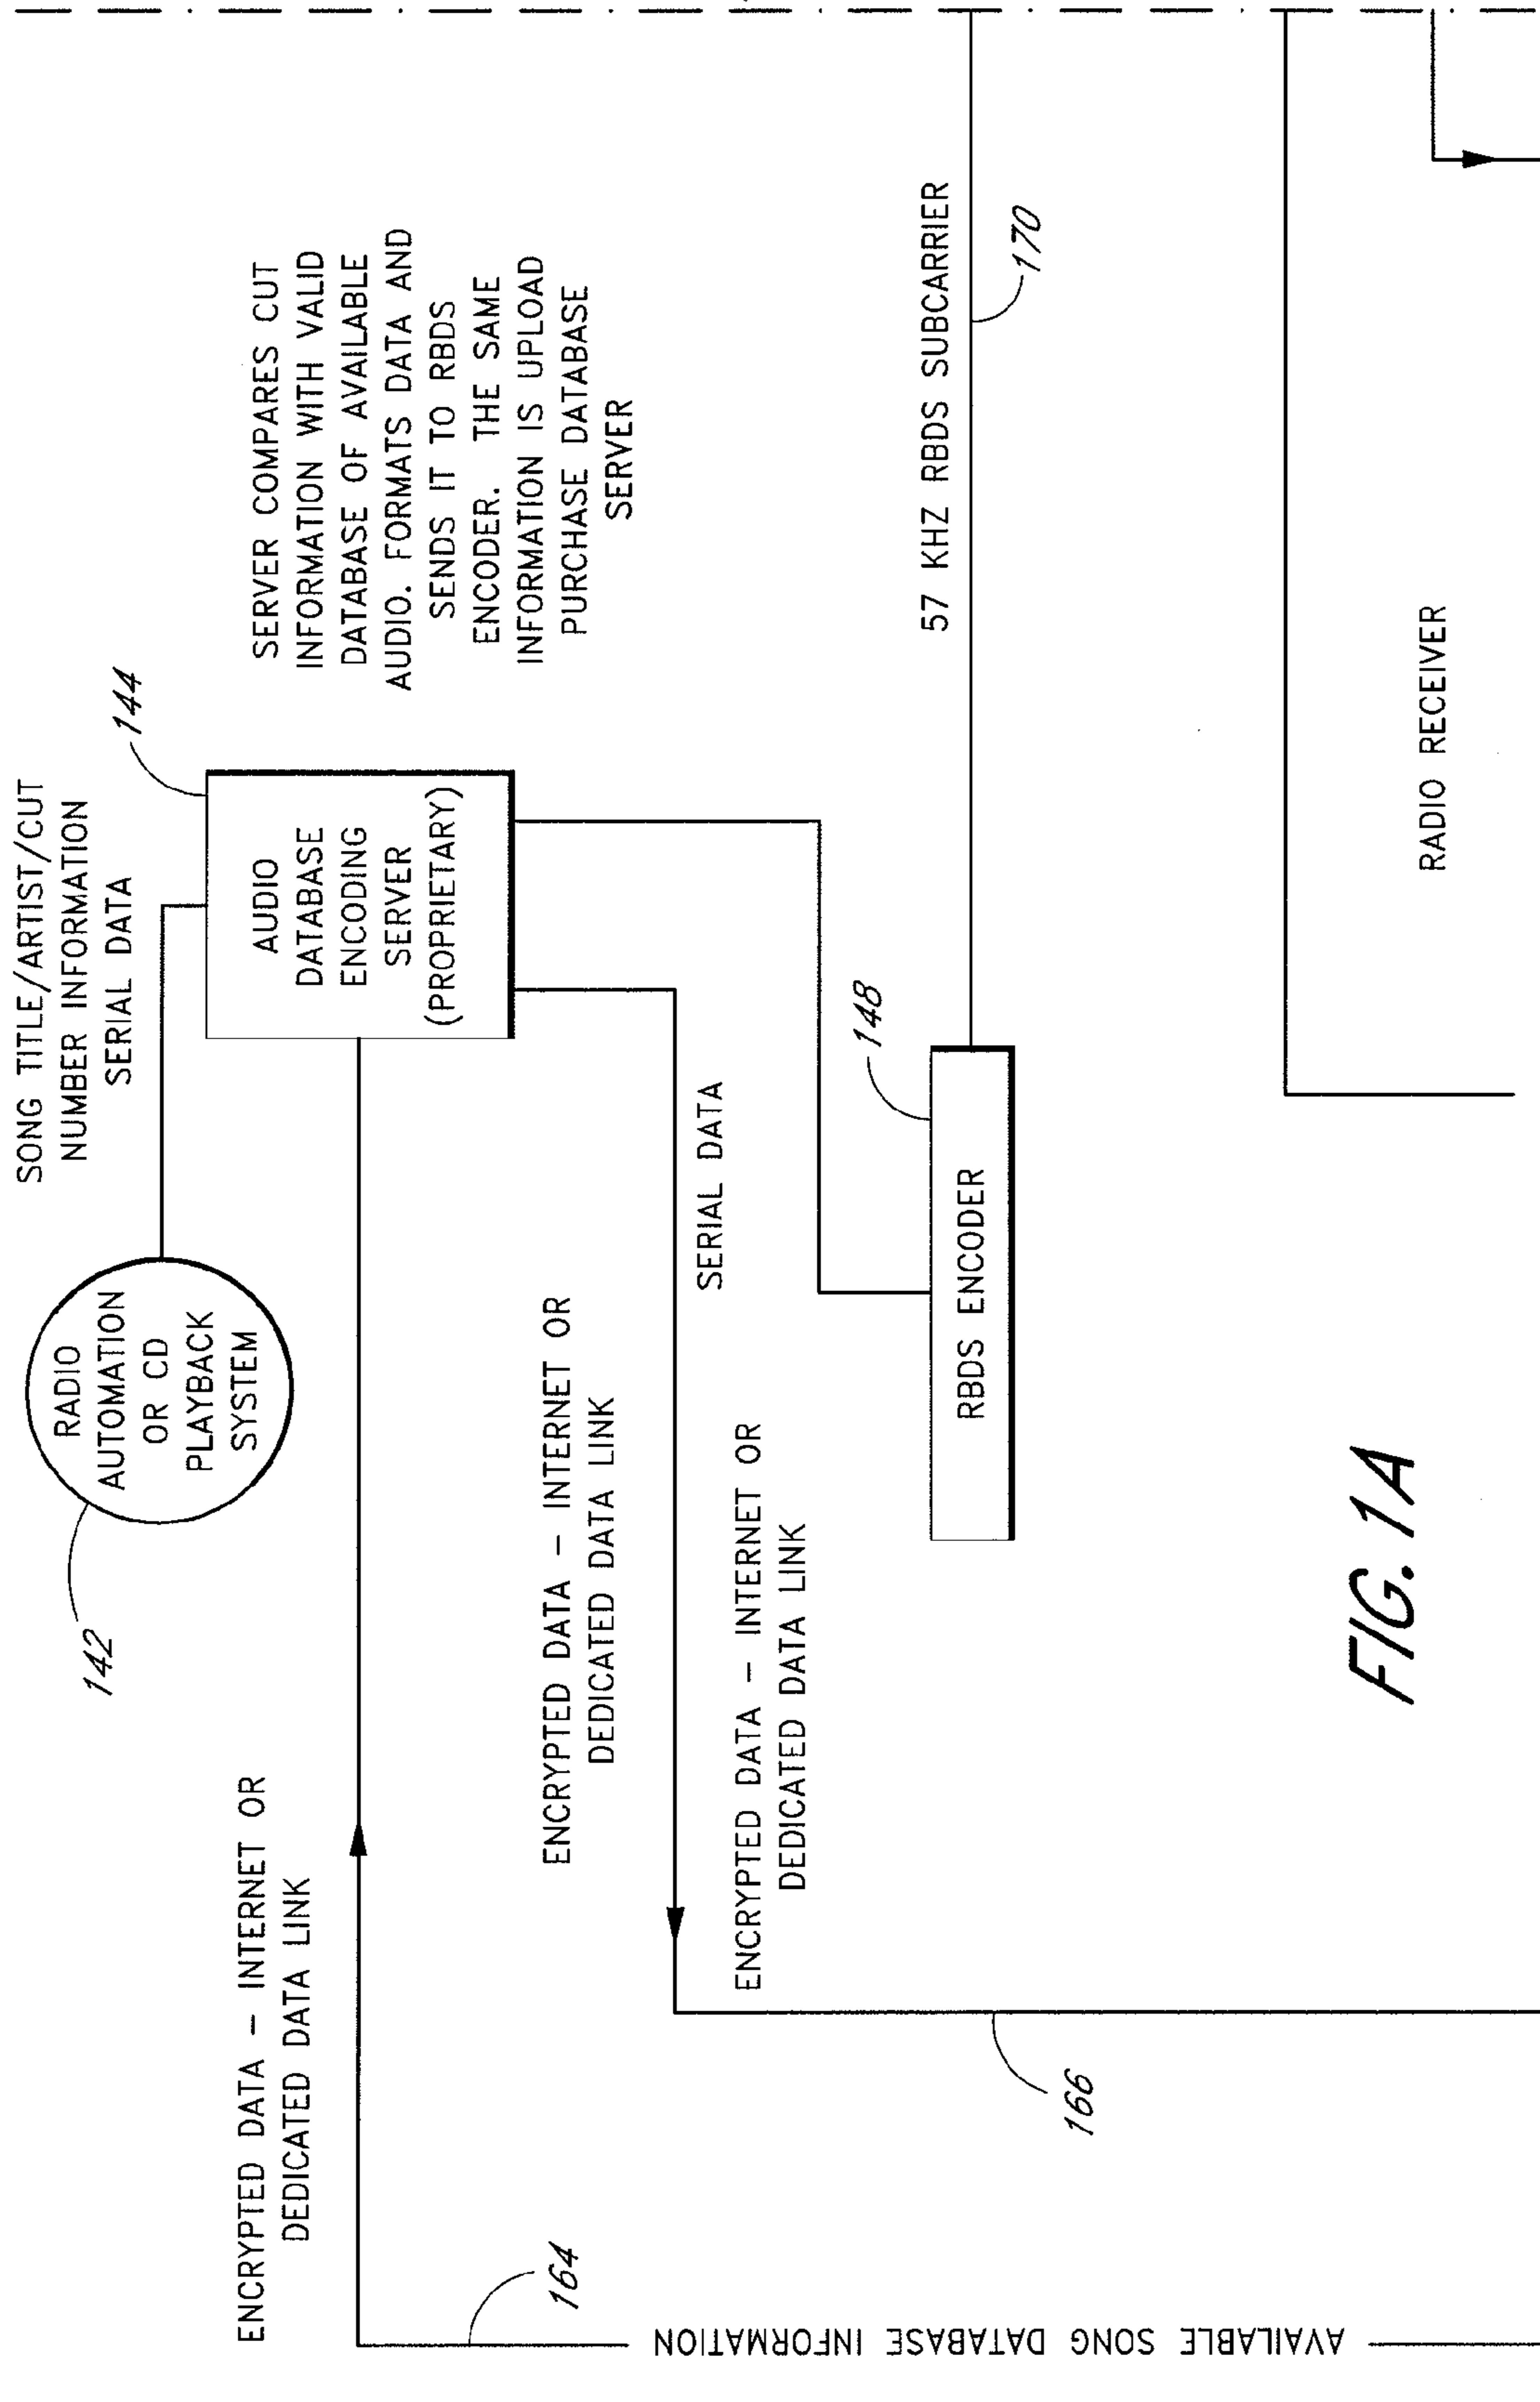 SONG TITLE/ARTIST/CUT
NUMBER INFORMATION
SERIAL DATA
142
RADIO
AUTOMATION
OR CD
PLAYBACK
SYSTEM
144
AUDIO
DATABASE
ENCODING
SERVER
(PROPRIETARY)
SERVER COMPARES CUT
INFORMATION WITH VALID
DATABASE OF AVAILABLE
AUDIO. FORMATS DATA AND
SENDS IT TO RBDS
ENCODER. THE SAME
INFORMATION IS UPLOAD
PURCHASE DATABASE
SERVER
ENCRYPTED DATA – INTERNET OR
DEDICATED DATA LINK
164
AVAILABLE SONG DATABASE INFORMATION
ENCRYPTED DATA – INTERNET OR
DEDICATED DATA LINK
SERIAL DATA
ENCRYPTED DATA – INTERNET OR
DEDICATED DATA LINK
166
148
RBDS ENCODER
57 KHZ RBDS SUBCARRIER
170
RADIO RECEIVER
FIG. 1A